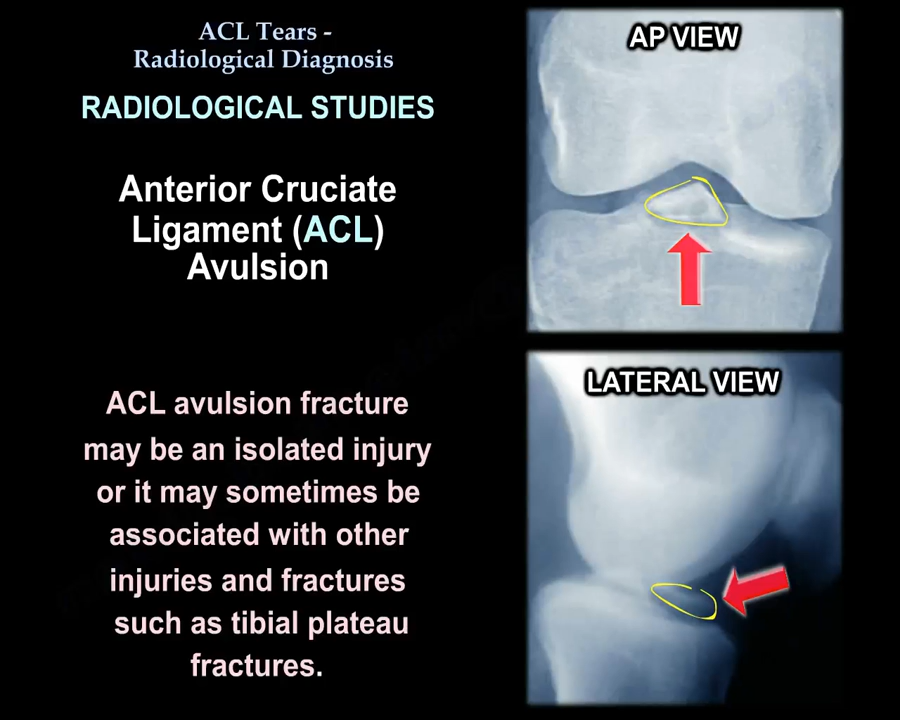 ACL Tears -
Radiological Diagnosis
RADIOLOGICAL STUDIES
Anterior Cruciate
Ligament (ACL)
Avulsion
ACL avulsion fracture
may be an isolated injury
or it may sometimes be
associated with other
injuries and fractures
such as tibial plateau
fractures.
AP VIEW
LATERAL VIEW